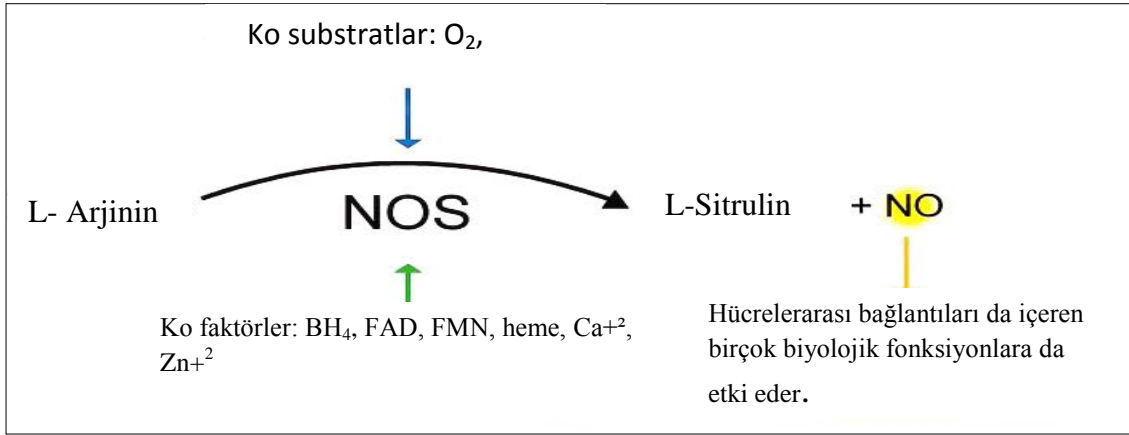 Ko substratlar: O₂,
L- Arjinin
NOS
L-Sitrulin + NO
Ko faktörler: BH₄, FAD, FMN, heme, Ca+²,
Zn+²
Hücrelerarası bağlantıları da içeren
birçok biyolojik fonksiyonlara da
etki eder.